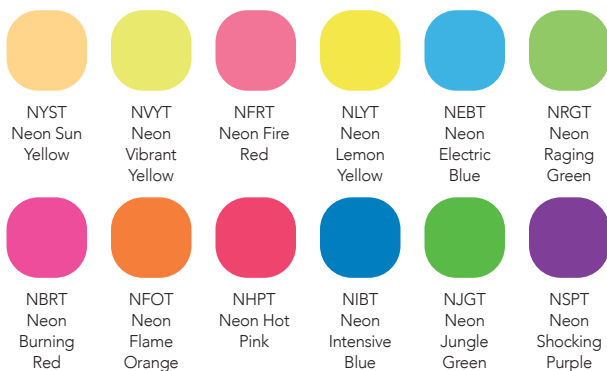 NYST
Neon Sun
Yellow
NVYT
Neon
Vibrant
Yellow
NFRT
Neon Fire
Red
NLYT
Neon
Lemon
Yellow
NEBT
Neon
Electric
Blue
NRGT
Neon
Raging
Green
NBRT
Neon
Burning
Red
NFOT
Neon
Flame
Orange
NHPT
Neon Hot
Pink
NIBT
Neon
Intensive
Blue
NJGT
Neon
Jungle
Green
NSPT
Neon
Shocking
Purple